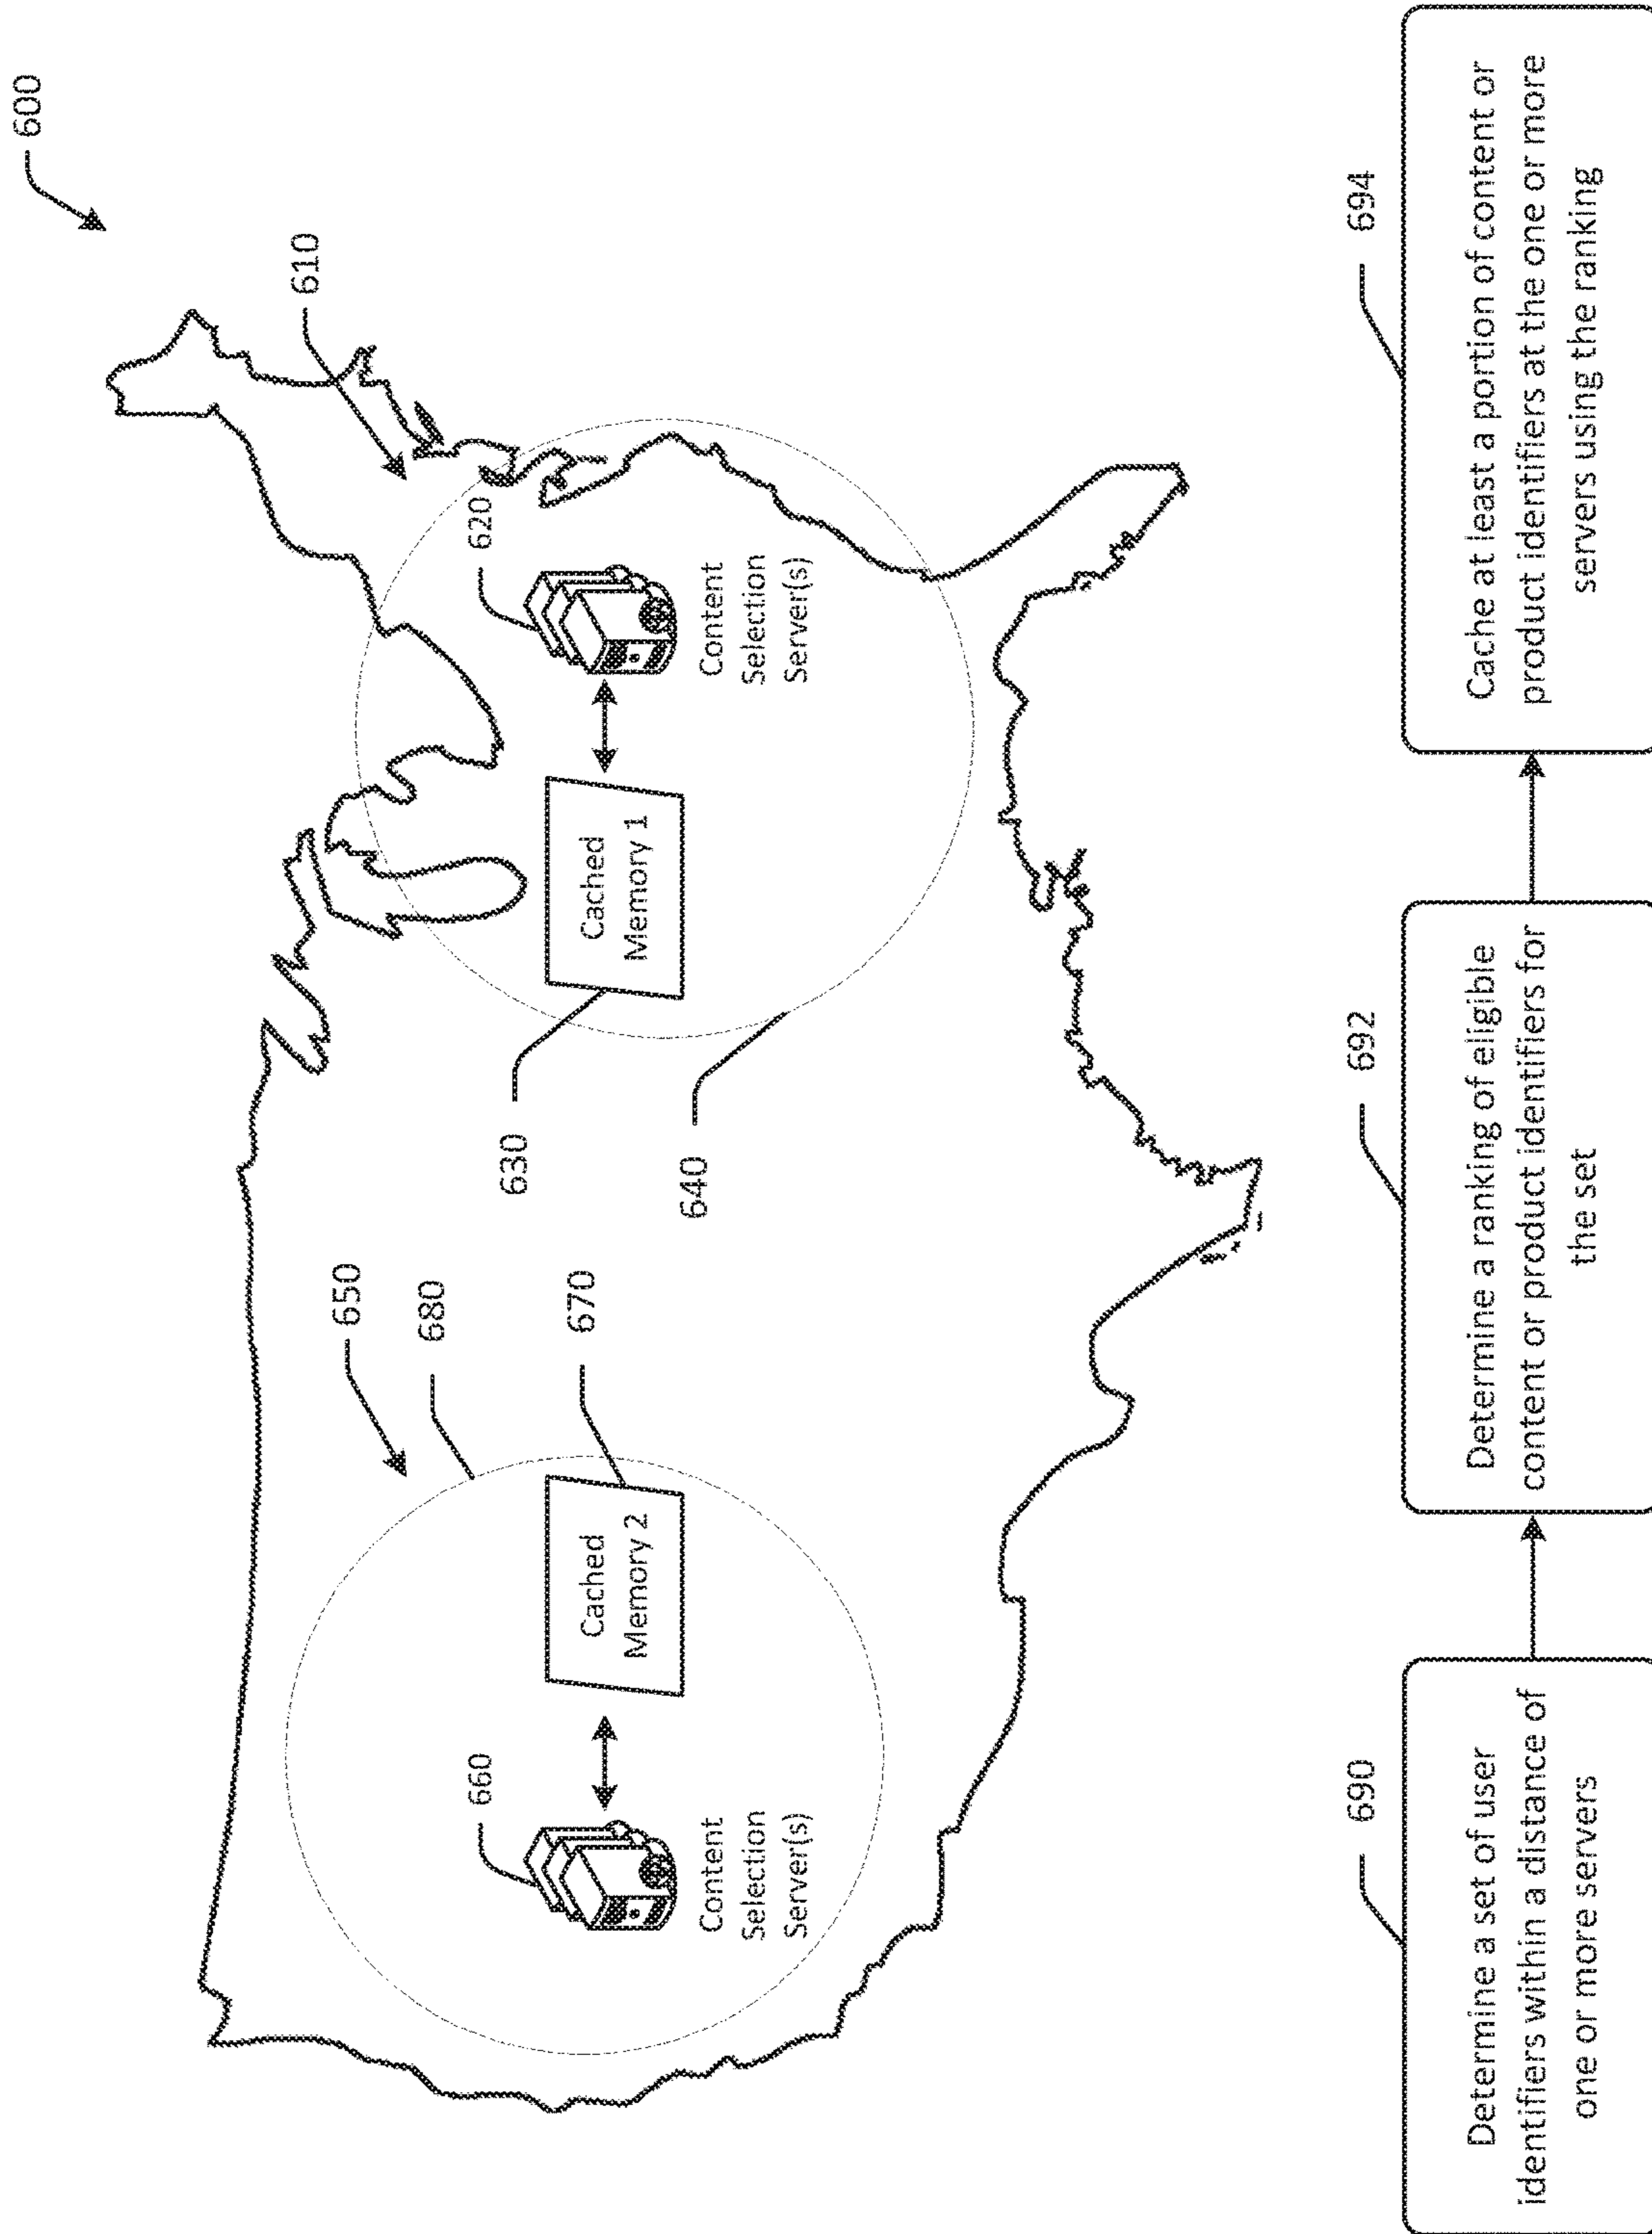 600
610
650
680
620
660
670
Content
Selection
Server(s)
Cached
Memory 2
Cached
Memory 1
Content
Selection
Server(s)
630
640
690
692
694
Determine a set of user
identifiers within a distance of
one or more servers
Determine a ranking of eligible
content or product identifiers for
the set
Cache at least a portion of content or
product identifiers at the one or more
servers using the ranking